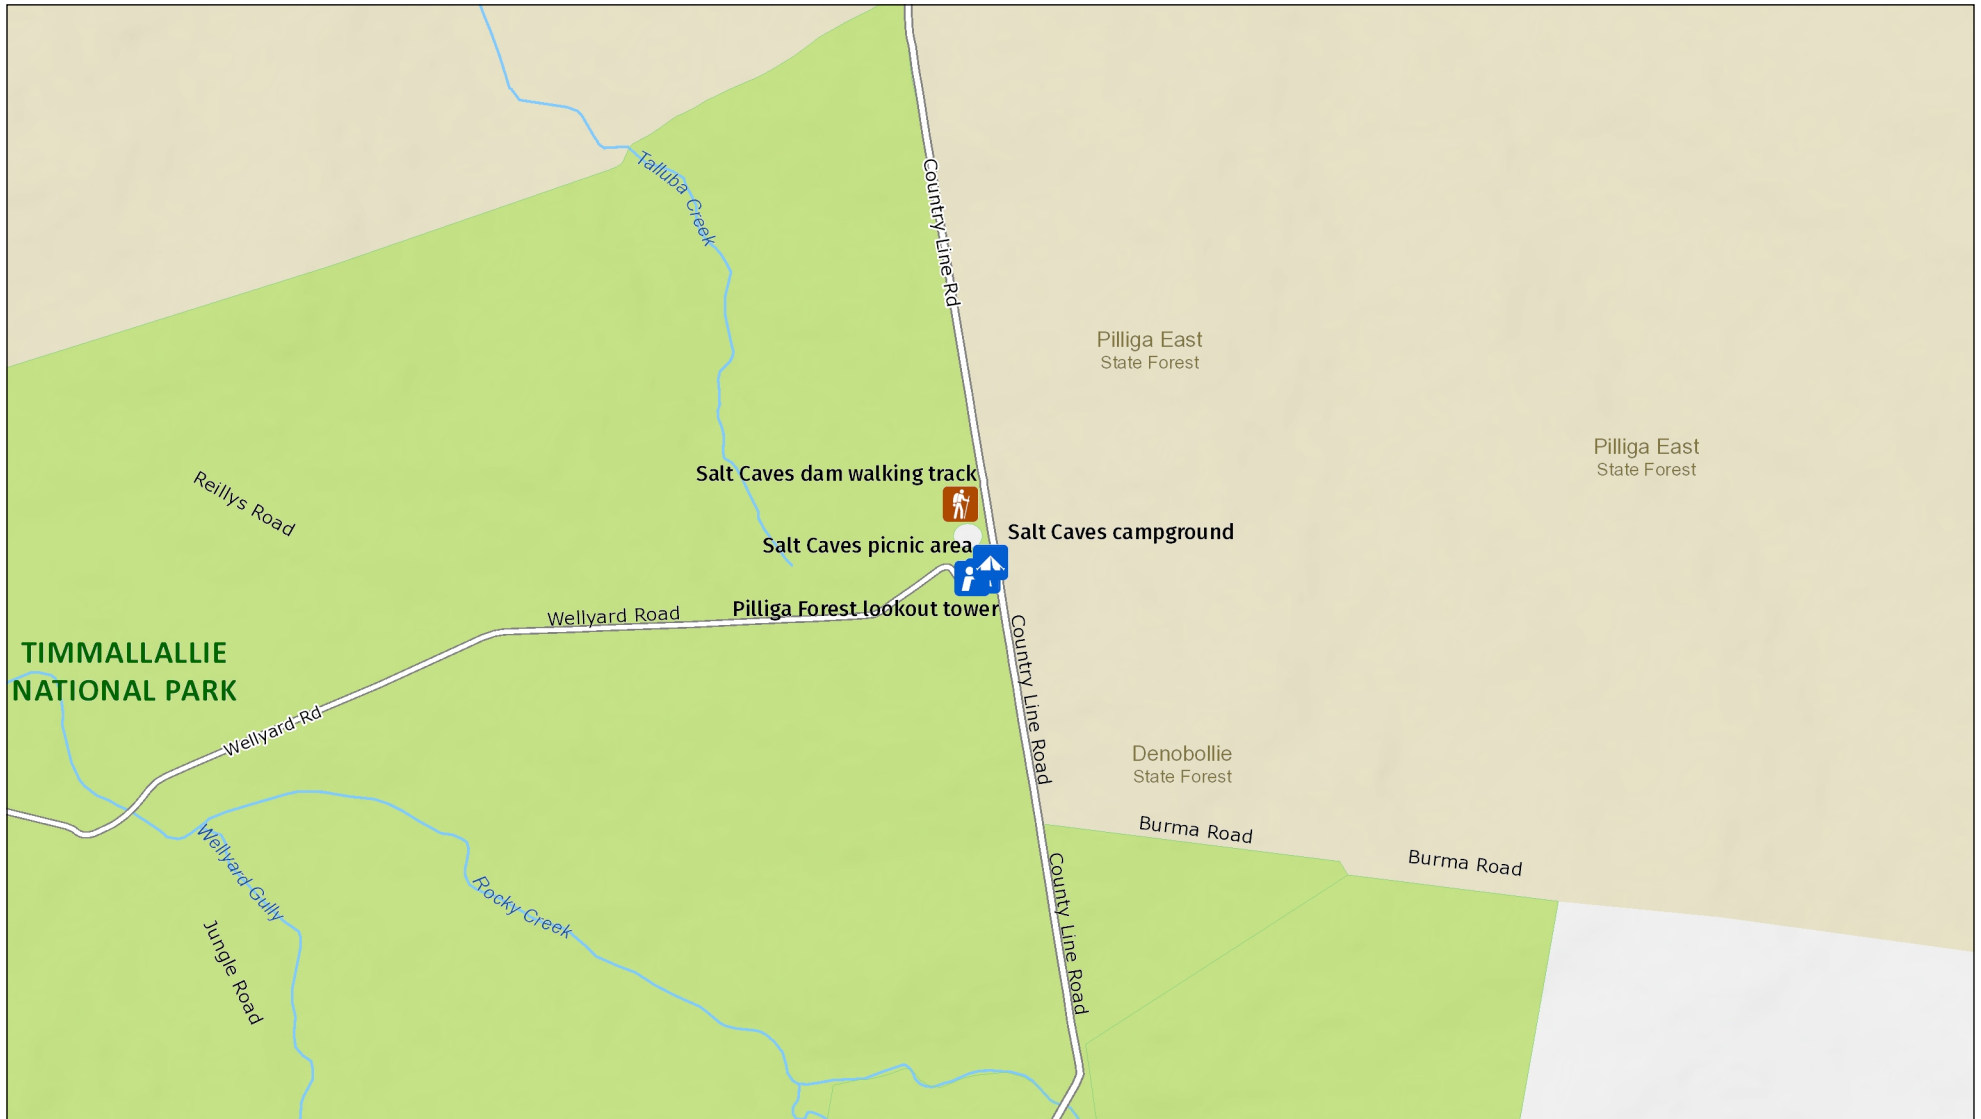 Talluba Creek
Country Line Rd
Pilliga East
State Forest
Pilliga East
State Forest
Reillys Road
Salt Caves dam walking track
Salt Caves campground
Salt Caves picnic area
Pilliga Forest lookout tower
Wellyard Road
TIMMALLALLIE
NATIONAL PARK
Country Line Road
Wellyard Rd
Denobollie
State Forest
Burma Road
Burma Road
Wellyard Gully
Rocky Creek
County Line Road
Jungle Road